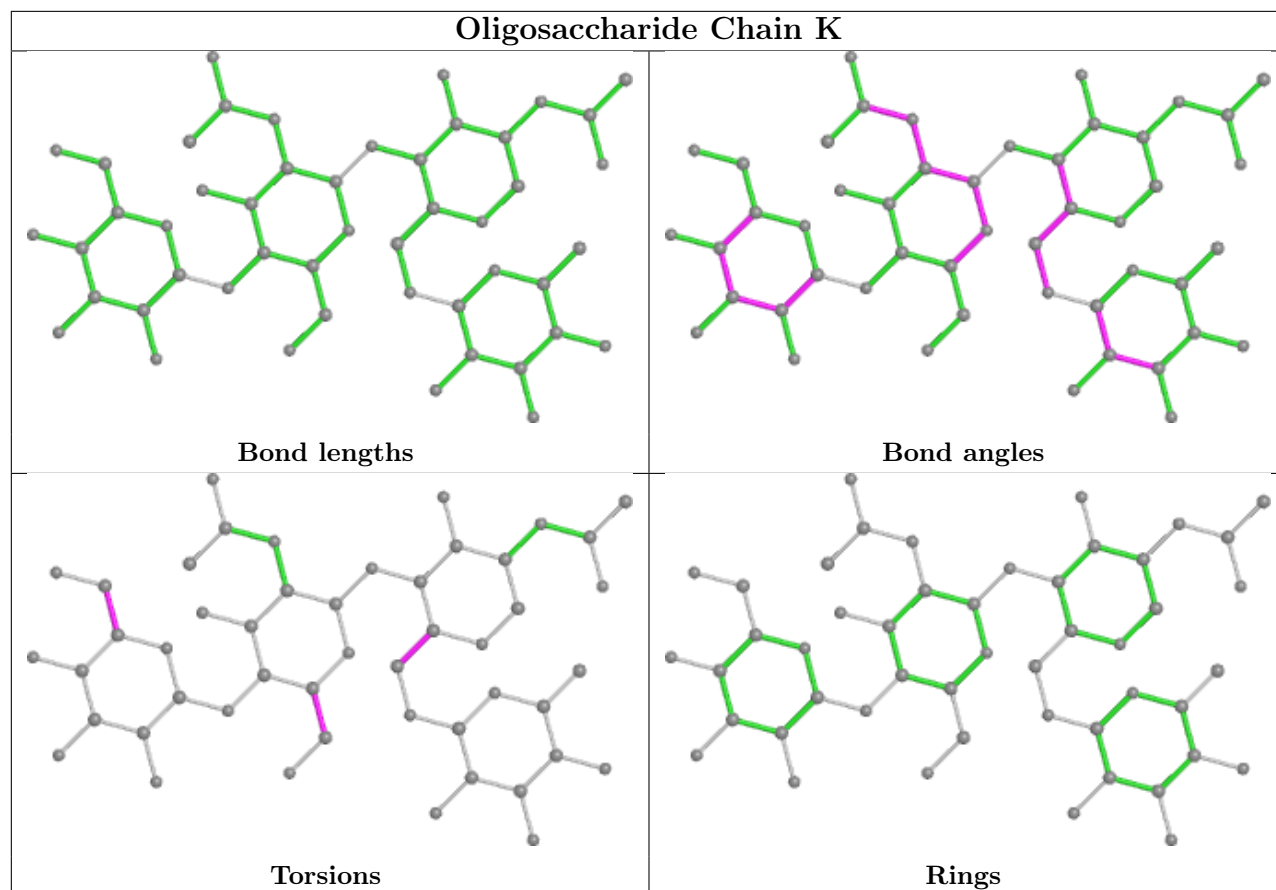 Oligosaccharide Chain K
Bond lengths
Bond angles
Torsions
Rings